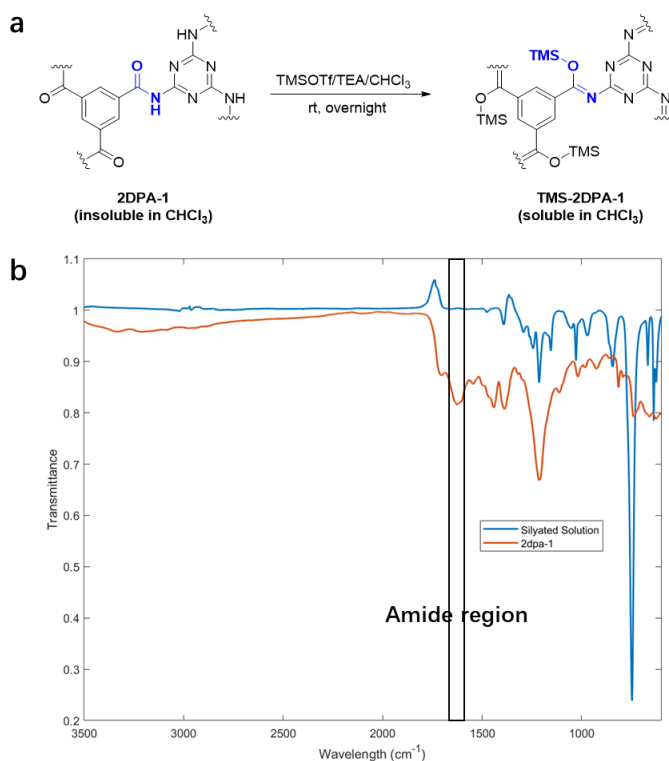 a
O
NH
N
N
N
HN
NH
O
O
2DPA-1
(insoluble in CHCl3)
TMSOTf/TEA/CHCl3
rt, overnight
TMS
O
N
N
N
N
N
N
O
TMS
O
TMS
TMS-2DPA-1
(soluble in CHCl3)
b
1.1
1
0.9
0.8
0.7
0.6
0.5
0.4
0.3
0.2
Transmittance
Silyated Solution
2dpa-1
Amide region
3500 3000 2500 2000 1500 1000
Wavelength (cm-1)